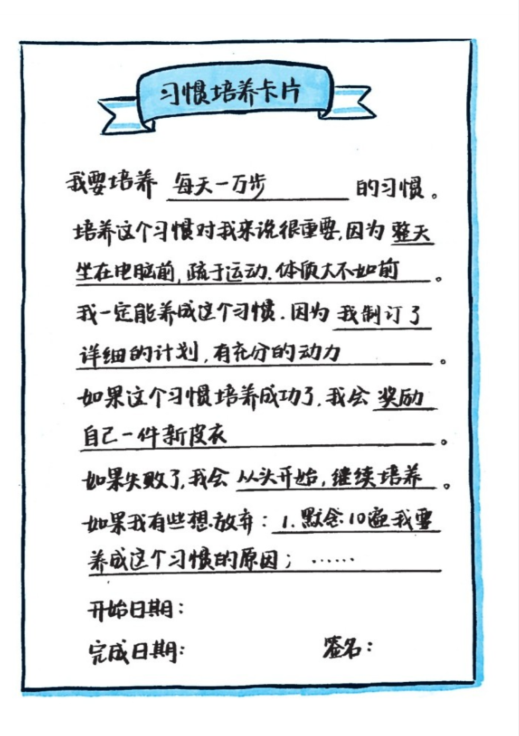 习惯培养卡片
我要培养 每天一万步 的习惯。
培养这个习惯对我来说很重要,因为 整天
坐在电脑前,疏于运动.体质大不如前。
我一定能养成这个习惯.因为 我制订了
详细的计划,有充分的动力。
如果这个习惯培养成功了,我会 奖励
自己一件新皮衣。
如果失败了,我会 从头开始,继续培养。
如果我有些想放弃:1.默念10遍我要
养成这个习惯的原因;……
开始日期:
完成日期: 签名: